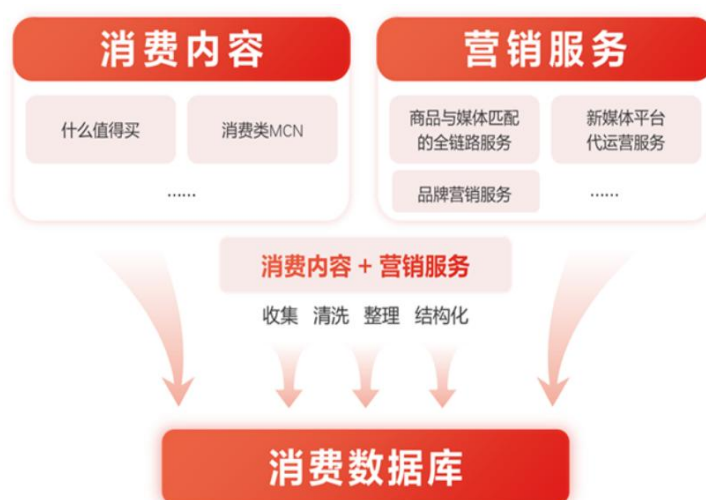 消费内容
营销服务
什么值得买
消费类MCN
……
商品与媒体匹配
的全链路服务
新媒体平台
代运营服务
品牌营销服务
……
消费内容 + 营销服务
收集 清洗 整理 结构化
消费数据库